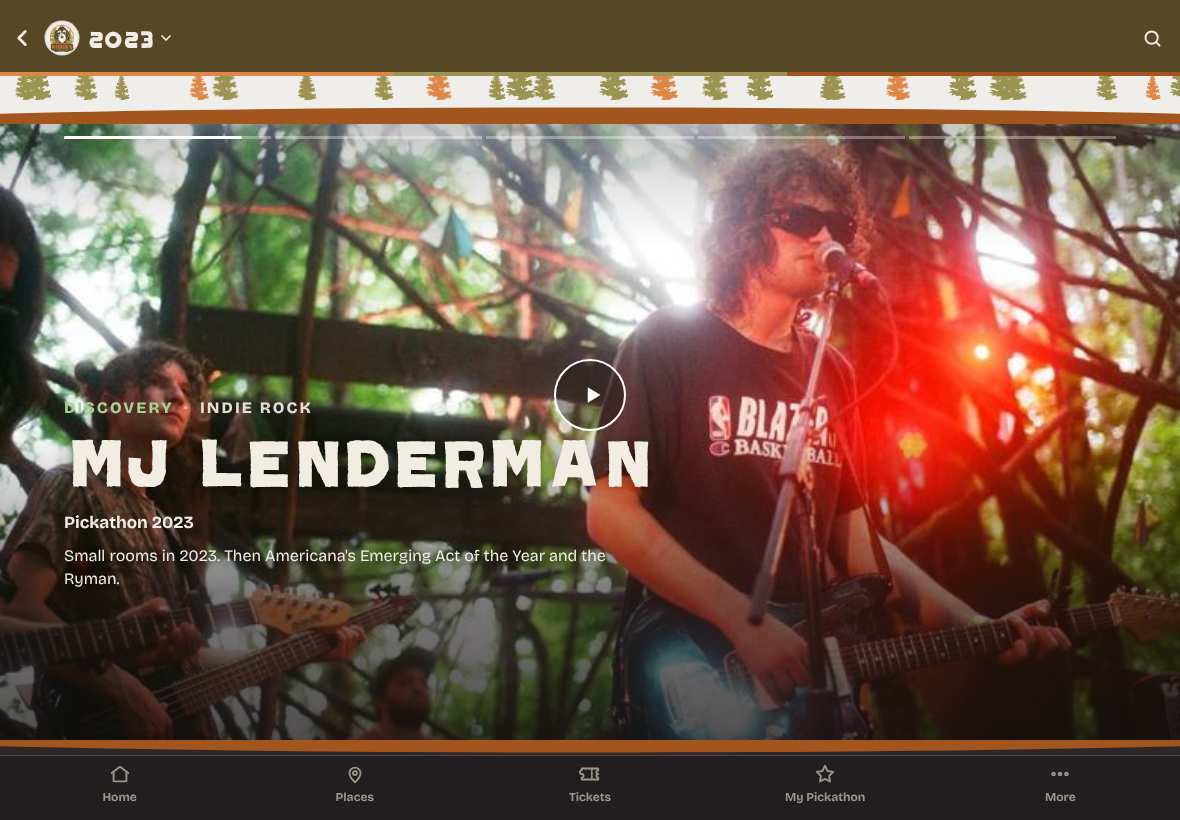 2023
DISCOVERY · INDIE ROCK
MJ LENDERMAN
Pickathon 2023
Small rooms in 2023. Then Americana's Emerging Act of the Year and the
Ryman.
Home
Places
Tickets
My Pickathon
More